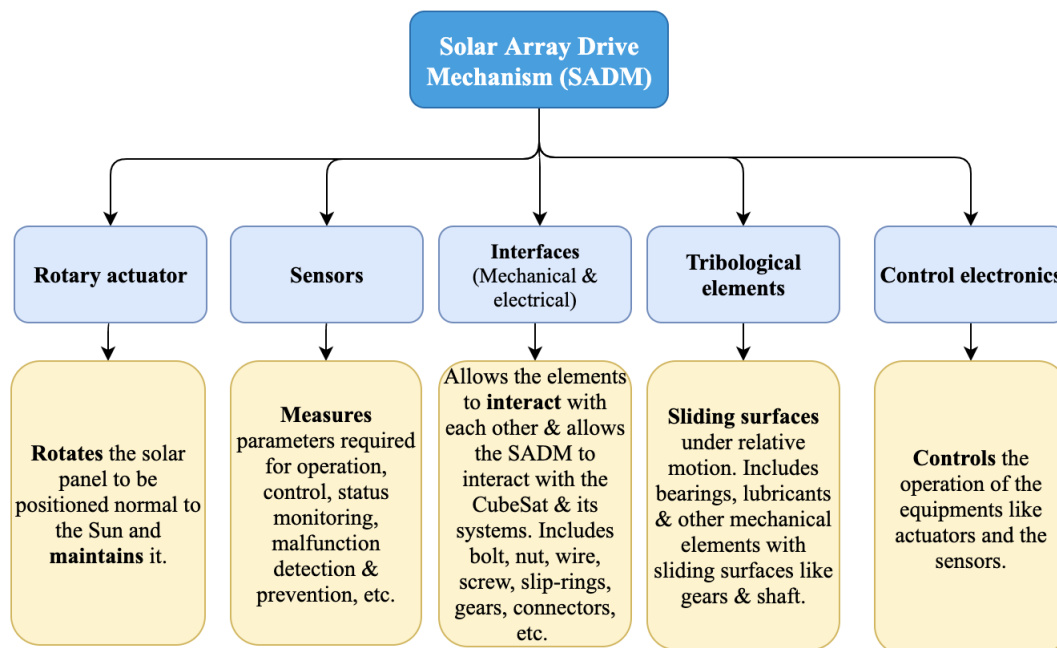 Solar Array Drive
Mechanism (SADM)
Rotary actuator
Sensors
Interfaces
(Mechanical &
electrical)
Tribological
elements
Control electronics
Rotates the solar
panel to be
positioned normal to
the Sun and
maintains it.
Measures
parameters required
for operation,
control, status
monitoring,
malfunction
detection &
prevention, etc.
Allows the elements
to interact with
each other & allows
the SADM to
interact with the
CubeSat & its
systems. Includes
bolt, nut, wire,
screw, slip-rings,
gears, connectors,
etc.
Sliding surfaces
under relative
motion. Includes
bearings, lubricants
& other mechanical
elements with
sliding surfaces like
gears & shaft.
Controls the
operation of the
equipments like
actuators and the
sensors.